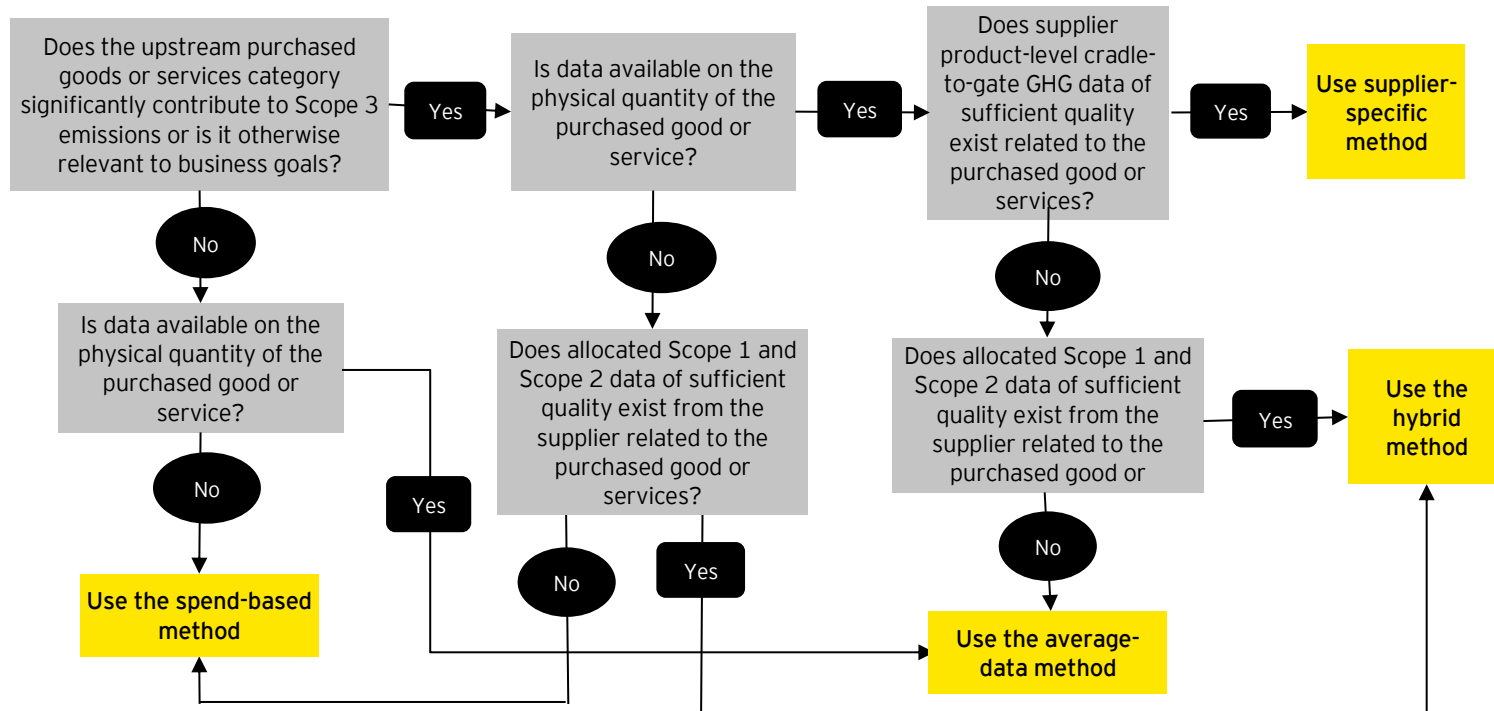 Does the upstream purchased
goods or services category
significantly contribute to Scope 3
emissions or is it otherwise
relevant to business goals?
Yes
Is data available on the
physical quantity of the
purchased good or
service?
Yes
Does supplier
product-level cradle-
to-gate GHG data of
sufficient quality
exist related to the
purchased good or
services?
Yes
Use supplier-
specific
method
No
No
No
Is data available on the
physical quantity of the
purchased good or
service?
Does allocated Scope 1 and
Scope 2 data of sufficient
quality exist from the
supplier related to the
purchased good or
services?
Does allocated Scope 1 and
Scope 2 data of sufficient
quality exist from the
supplier related to the
purchased good or
Yes
Use the
hybrid
method
No
Yes
No
Yes
No
Use the spend-based
method
Use the average-
data method